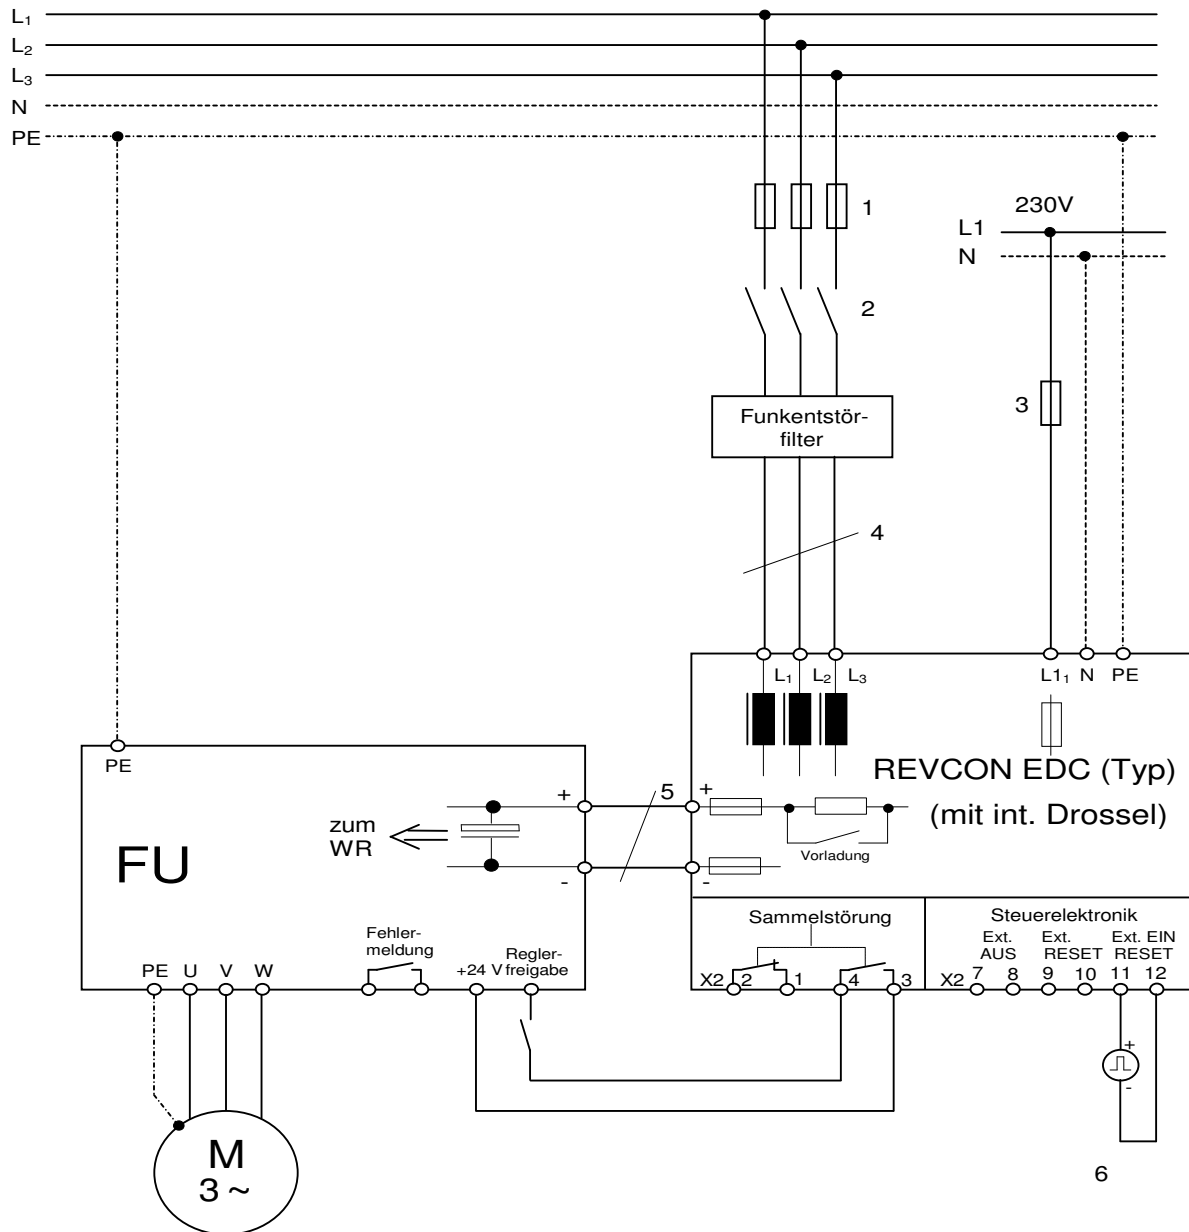 L₁
L₂
L₃
N
PE
1
230V
L1
N
2
3
Funkentstör-
filter
4
L₁ L₂ L₃
L1₁ N PE
PE
REVCON EDC (Typ)
(mit int. Drossel)
+
5
+
zum
WR
Vorladung
FU
-
-
Sammelstörung
Steuerelektronik
Fehler-
meldung
Regler-
+24 V freigabe
Ext.
AUS
Ext.
RESET
Ext. EIN
RESET
PE U V W
X2 2 1 4 3
X2 7 8 9 10 11 12
+
-
M
3 ~
6